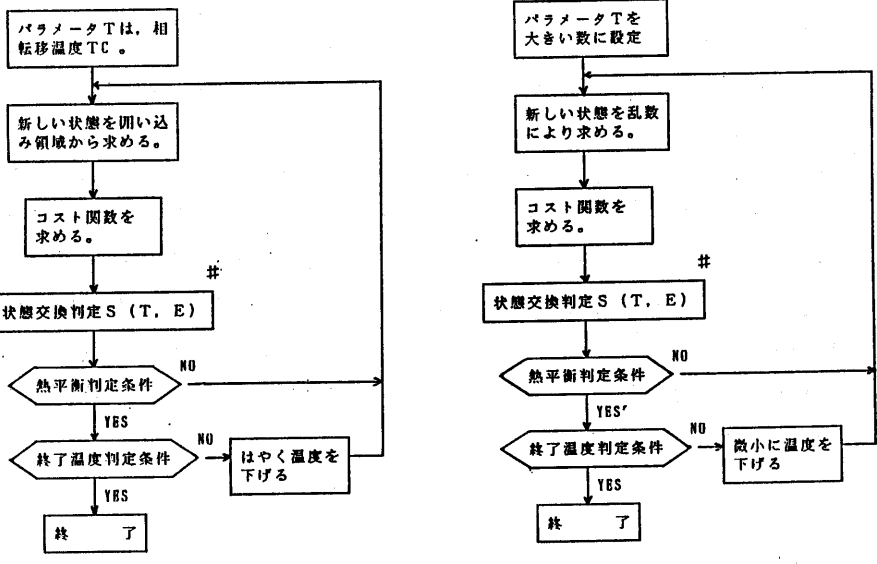 パラメータTは，相
転移温度TC。
新しい状態を囲い込
み領域から求める。
コスト関数を
求める。
#
状態交換判定S（T，E）
熱平衡判定条件
NO
YES
終了温度判定条件
NO
はやく温度を
下げる
YES
終 了
パラメータTを
大きい数に設定
新しい状態を乱数
により求める。
コスト関数を
求める。
#
状態交換判定S（T，E）
熱平衡判定条件
NO
YES'
終了温度判定条件
NO
微小に温度を
下げる
YES
終 了